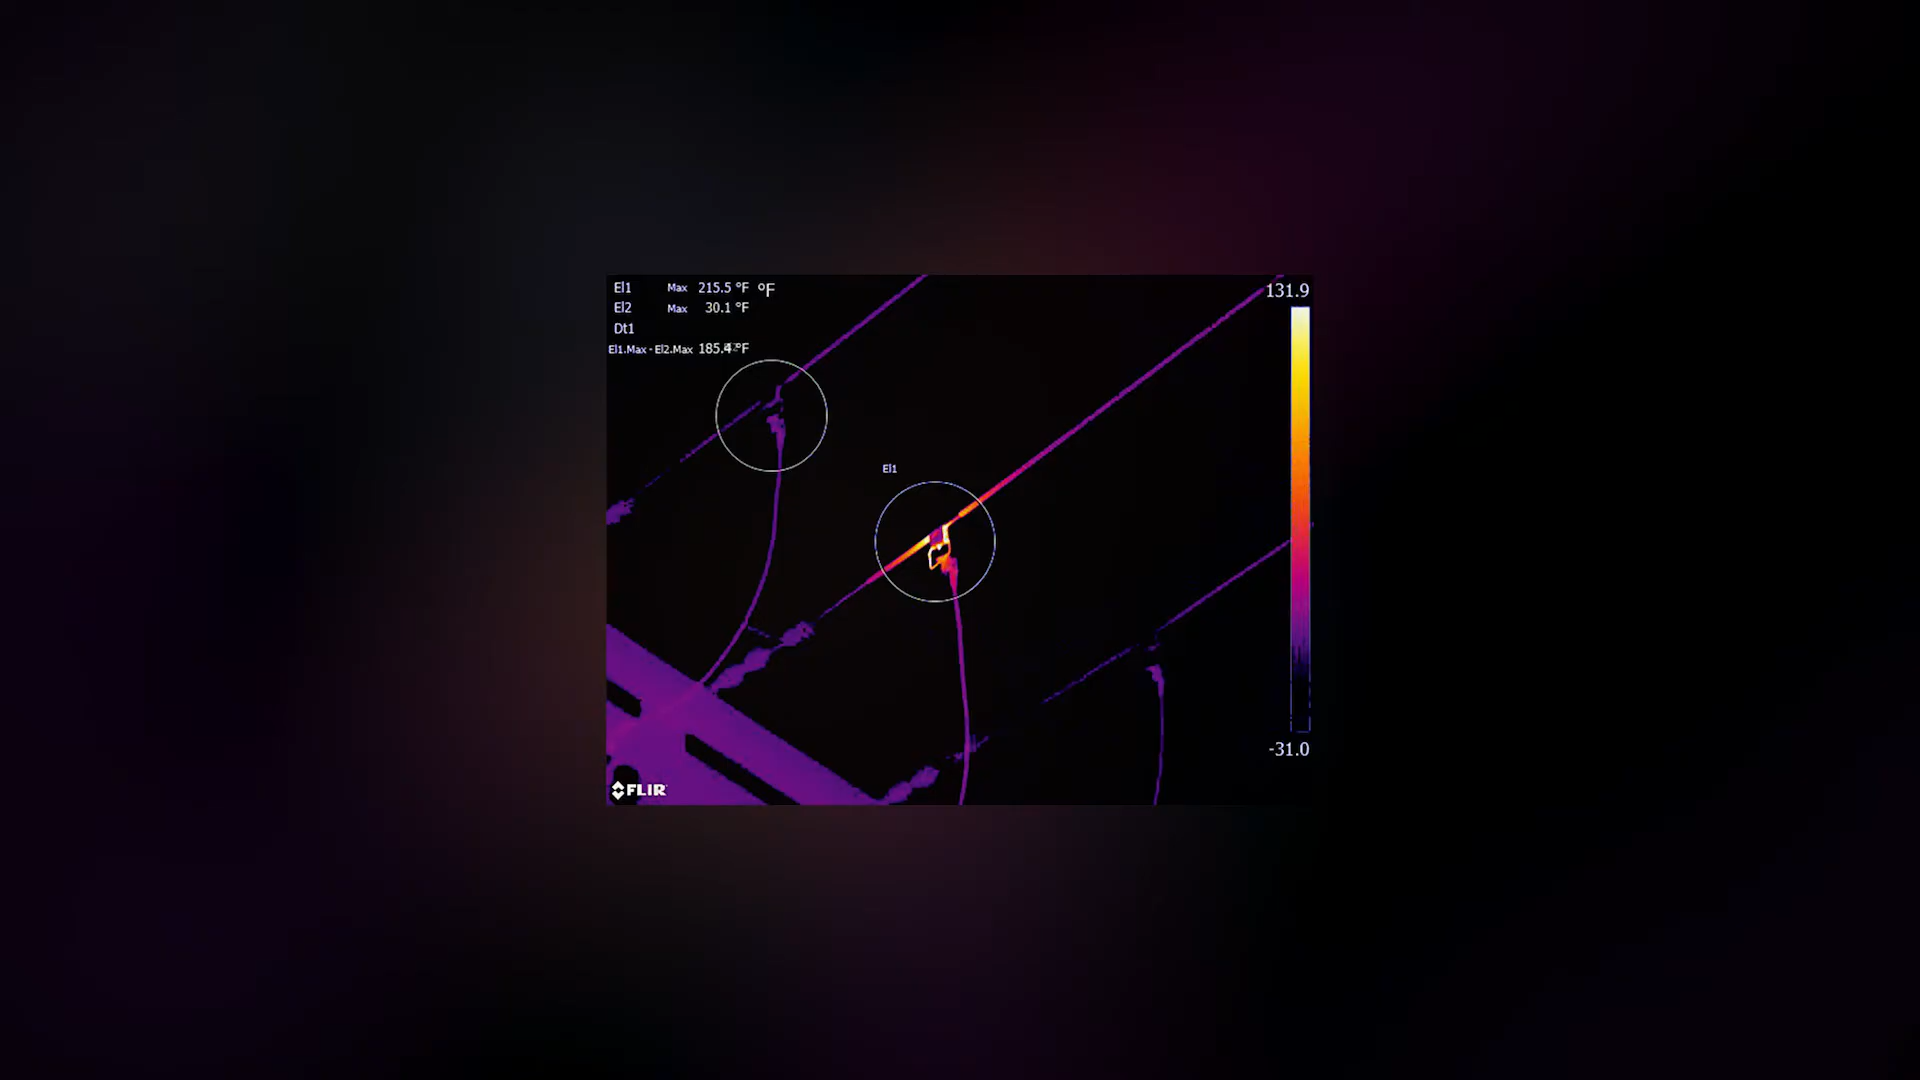 El1 Max 215.5 °F °F
El2 Max 30.1 °F
Dt1
El1.Max - El2.Max 185.4 °F
131.9
El1
-31.0
FLIR